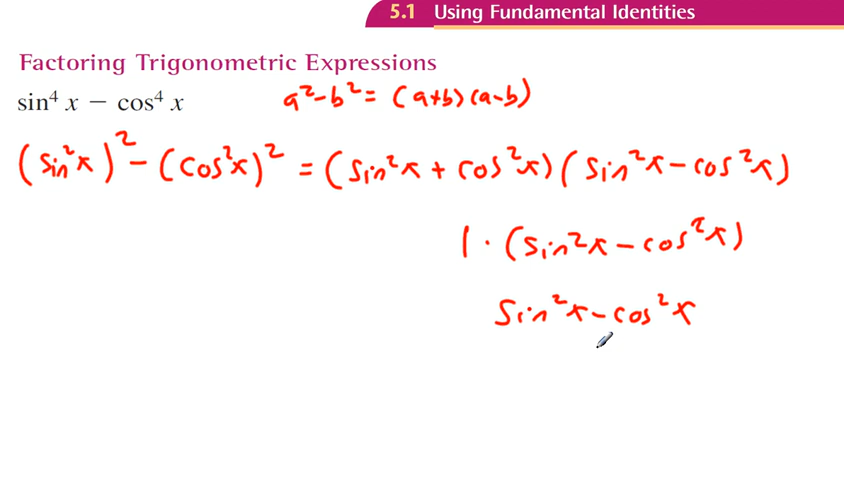 5.1 Using Fundamental Identities
Factoring Trigonometric Expressions
sin⁴ x − cos⁴ x a²-b² = (a+b)(a-b)
(sin²x)² - (cos²x)² = (sin²x + cos²x)(sin²x - cos²x)
1 · (sin²x - cos²x)
sin²x - cos²x